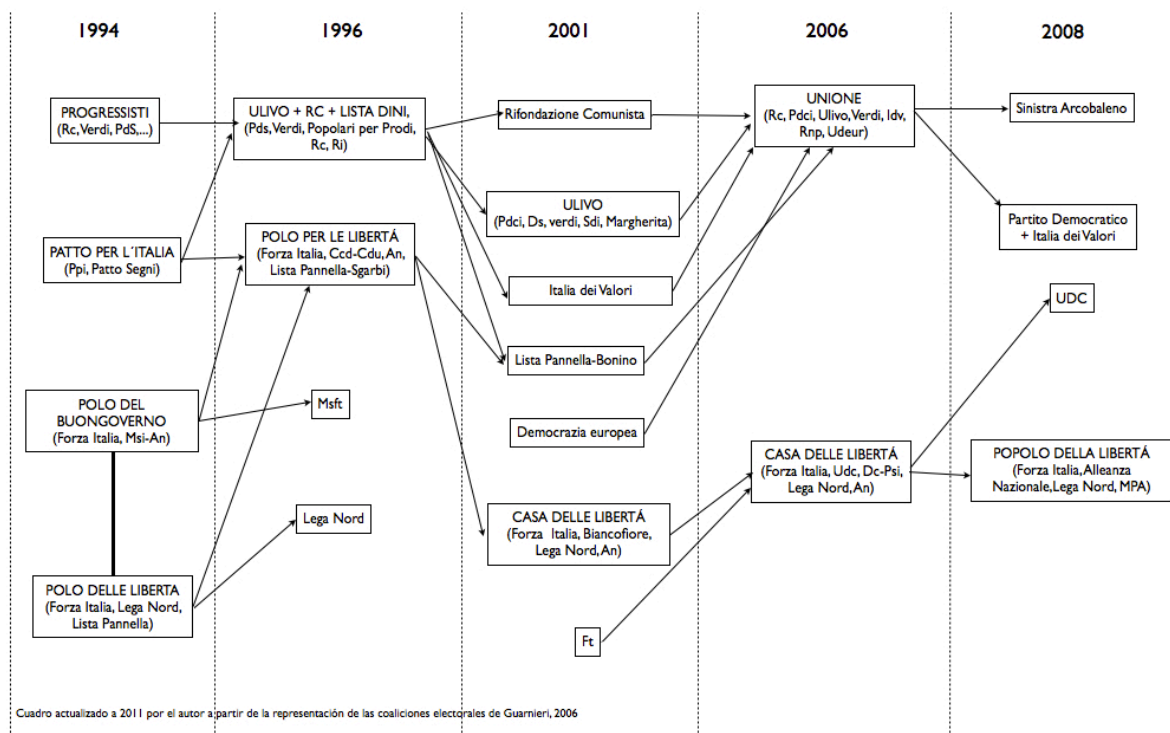 1994
1996
2001
2006
2008
PROGRESSISTI
(Rc, Verdi, PdS,...)
PATTO PER L´ITALIA
(Ppi, Patto Segni)
POLO DEL
BUONGOVERNO
(Forza Italia, Msi-An)
POLO DELLE LIBERTA
(Forza Italia, Lega Nord,
Lista Pannella)
ULIVO + RC + LISTA DINI,
(Pds, Verdi, Popolari per Prodi,
Rc, Ri)
POLO PER LE LIBERTÁ
(Forza Italia, Ccd-Cdu, An,
Lista Pannella-Sgarbi)
Msft
Lega Nord
Rifondazione Comunista
ULIVO
(Pdci, Ds, verdi, Sdi, Margherita)
Italia dei Valori
Lista Pannella-Bonino
Democrazia europea
CASA DELLE LIBERTÁ
(Forza Italia, Biancofiore,
Lega Nord, An)
Ft
UNIONE
(Rc, Pdci, Ulivo, Verdi, Idv,
Rnp, Udeur)
CASA DELLE LIBERTÁ
(Forza Italia, Udc, Dc-Psi,
Lega Nord, An)
Sinistra Arcobaleno
Partito Democratico
+ Italia dei Valori
UDC
POPOLO DELLA LIBERTÁ
(Forza Italia, Alleanza
Nazionale, Lega Nord, MPA)
Cuadro actualizado a 2011 por el autor a partir de la representación de las coaliciones electorales de Guarnieri, 2006